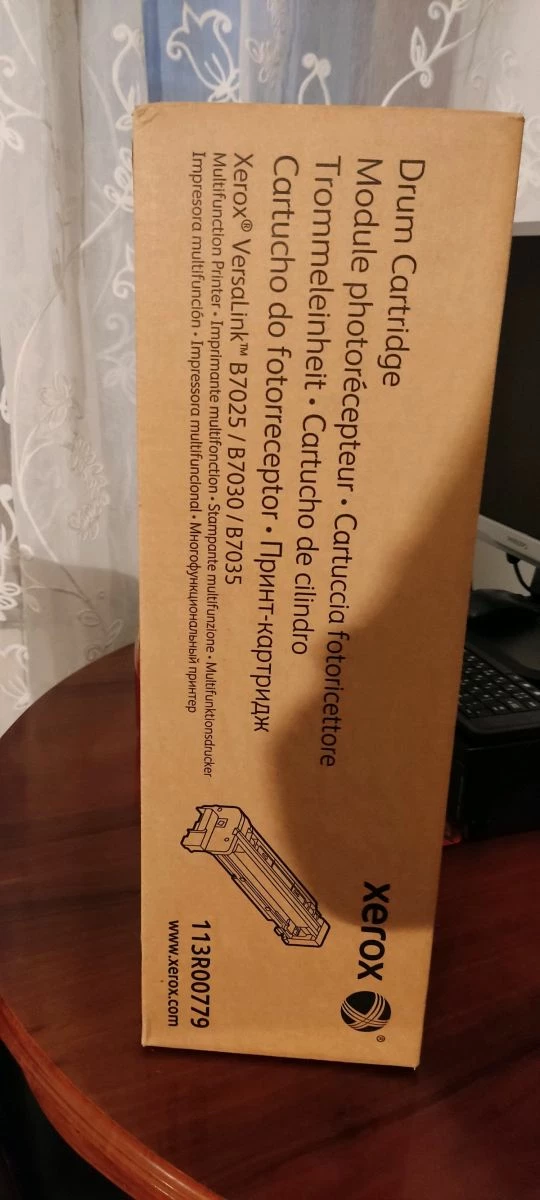 Drum Cartridge
Module photorécepteur • Cartuccia fotoricettore
Trommeleinheit • Cartucho de cilindro
Cartucho do fotorreceptor • Принт-картридж
Xerox® VersaLink™ B7025 / B7030 / B7035
Multifunction Printer • Imprimante multifonction • Stampante multifunzione • Multifunktionsdrucker
Impresora multifunción • Impressora multifuncional • Многофункциональный принтер
xerox ®
113R00779
www.xerox.com